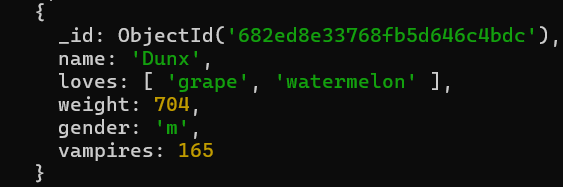 {
_id: ObjectId('682ed8e33768fb5d646c4bdc'),
name: 'Dunx',
loves: [ 'grape', 'watermelon' ],
weight: 704,
gender: 'm',
vampires: 165
}